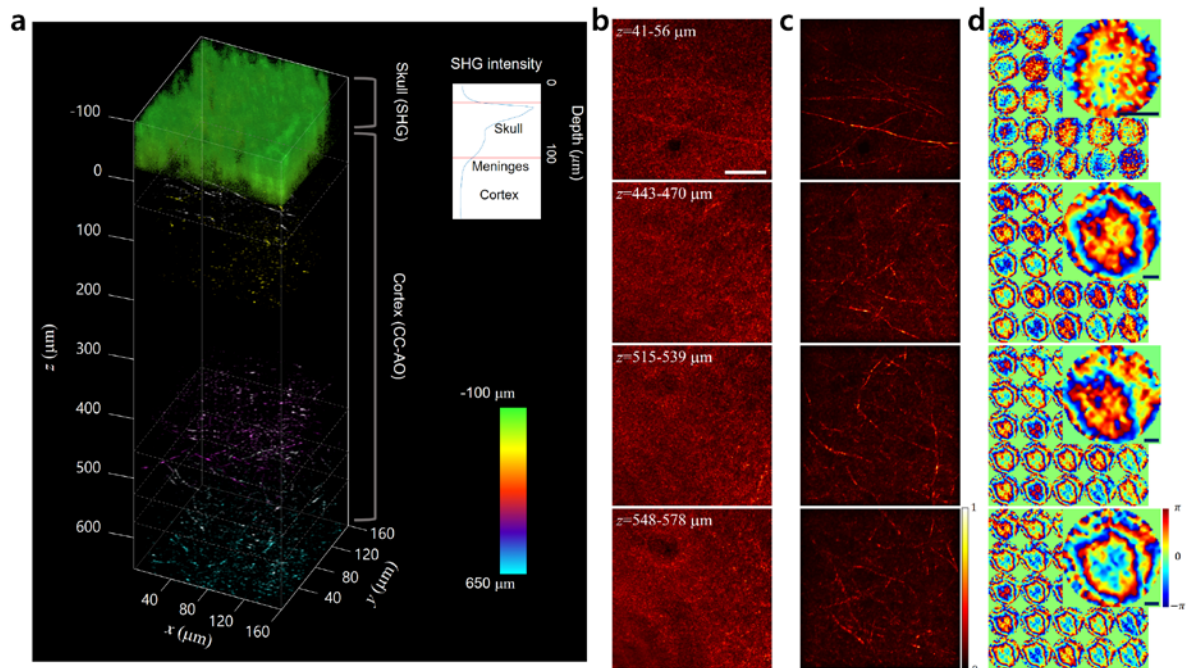 a
Skull (SHG)
Cortex (CC-AO)
SHG intensity
0
Skull
100
Meninges
Cortex
Depth (μm)
-100
0
100
200
300
400
500
600
z (μm)
-100 μm
650 μm
160
120
80
40
y (μm)
40
80
120
160
x (μm)
b
z=41-56 μm
z=443-470 μm
z=515-539 μm
z=548-578 μm
c
1
0
d
π
0
-π